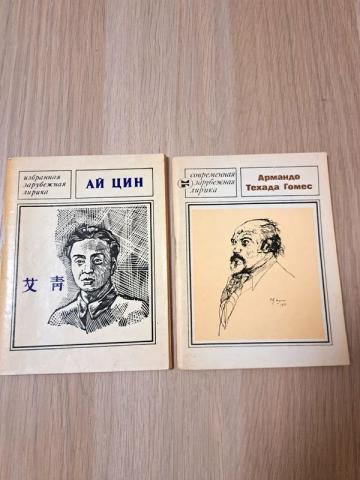 избранная
зарубежная
лирика
АЙ ЦИН
艾青
современная
зарубежная
лирика
Армандо
Техада Гомес